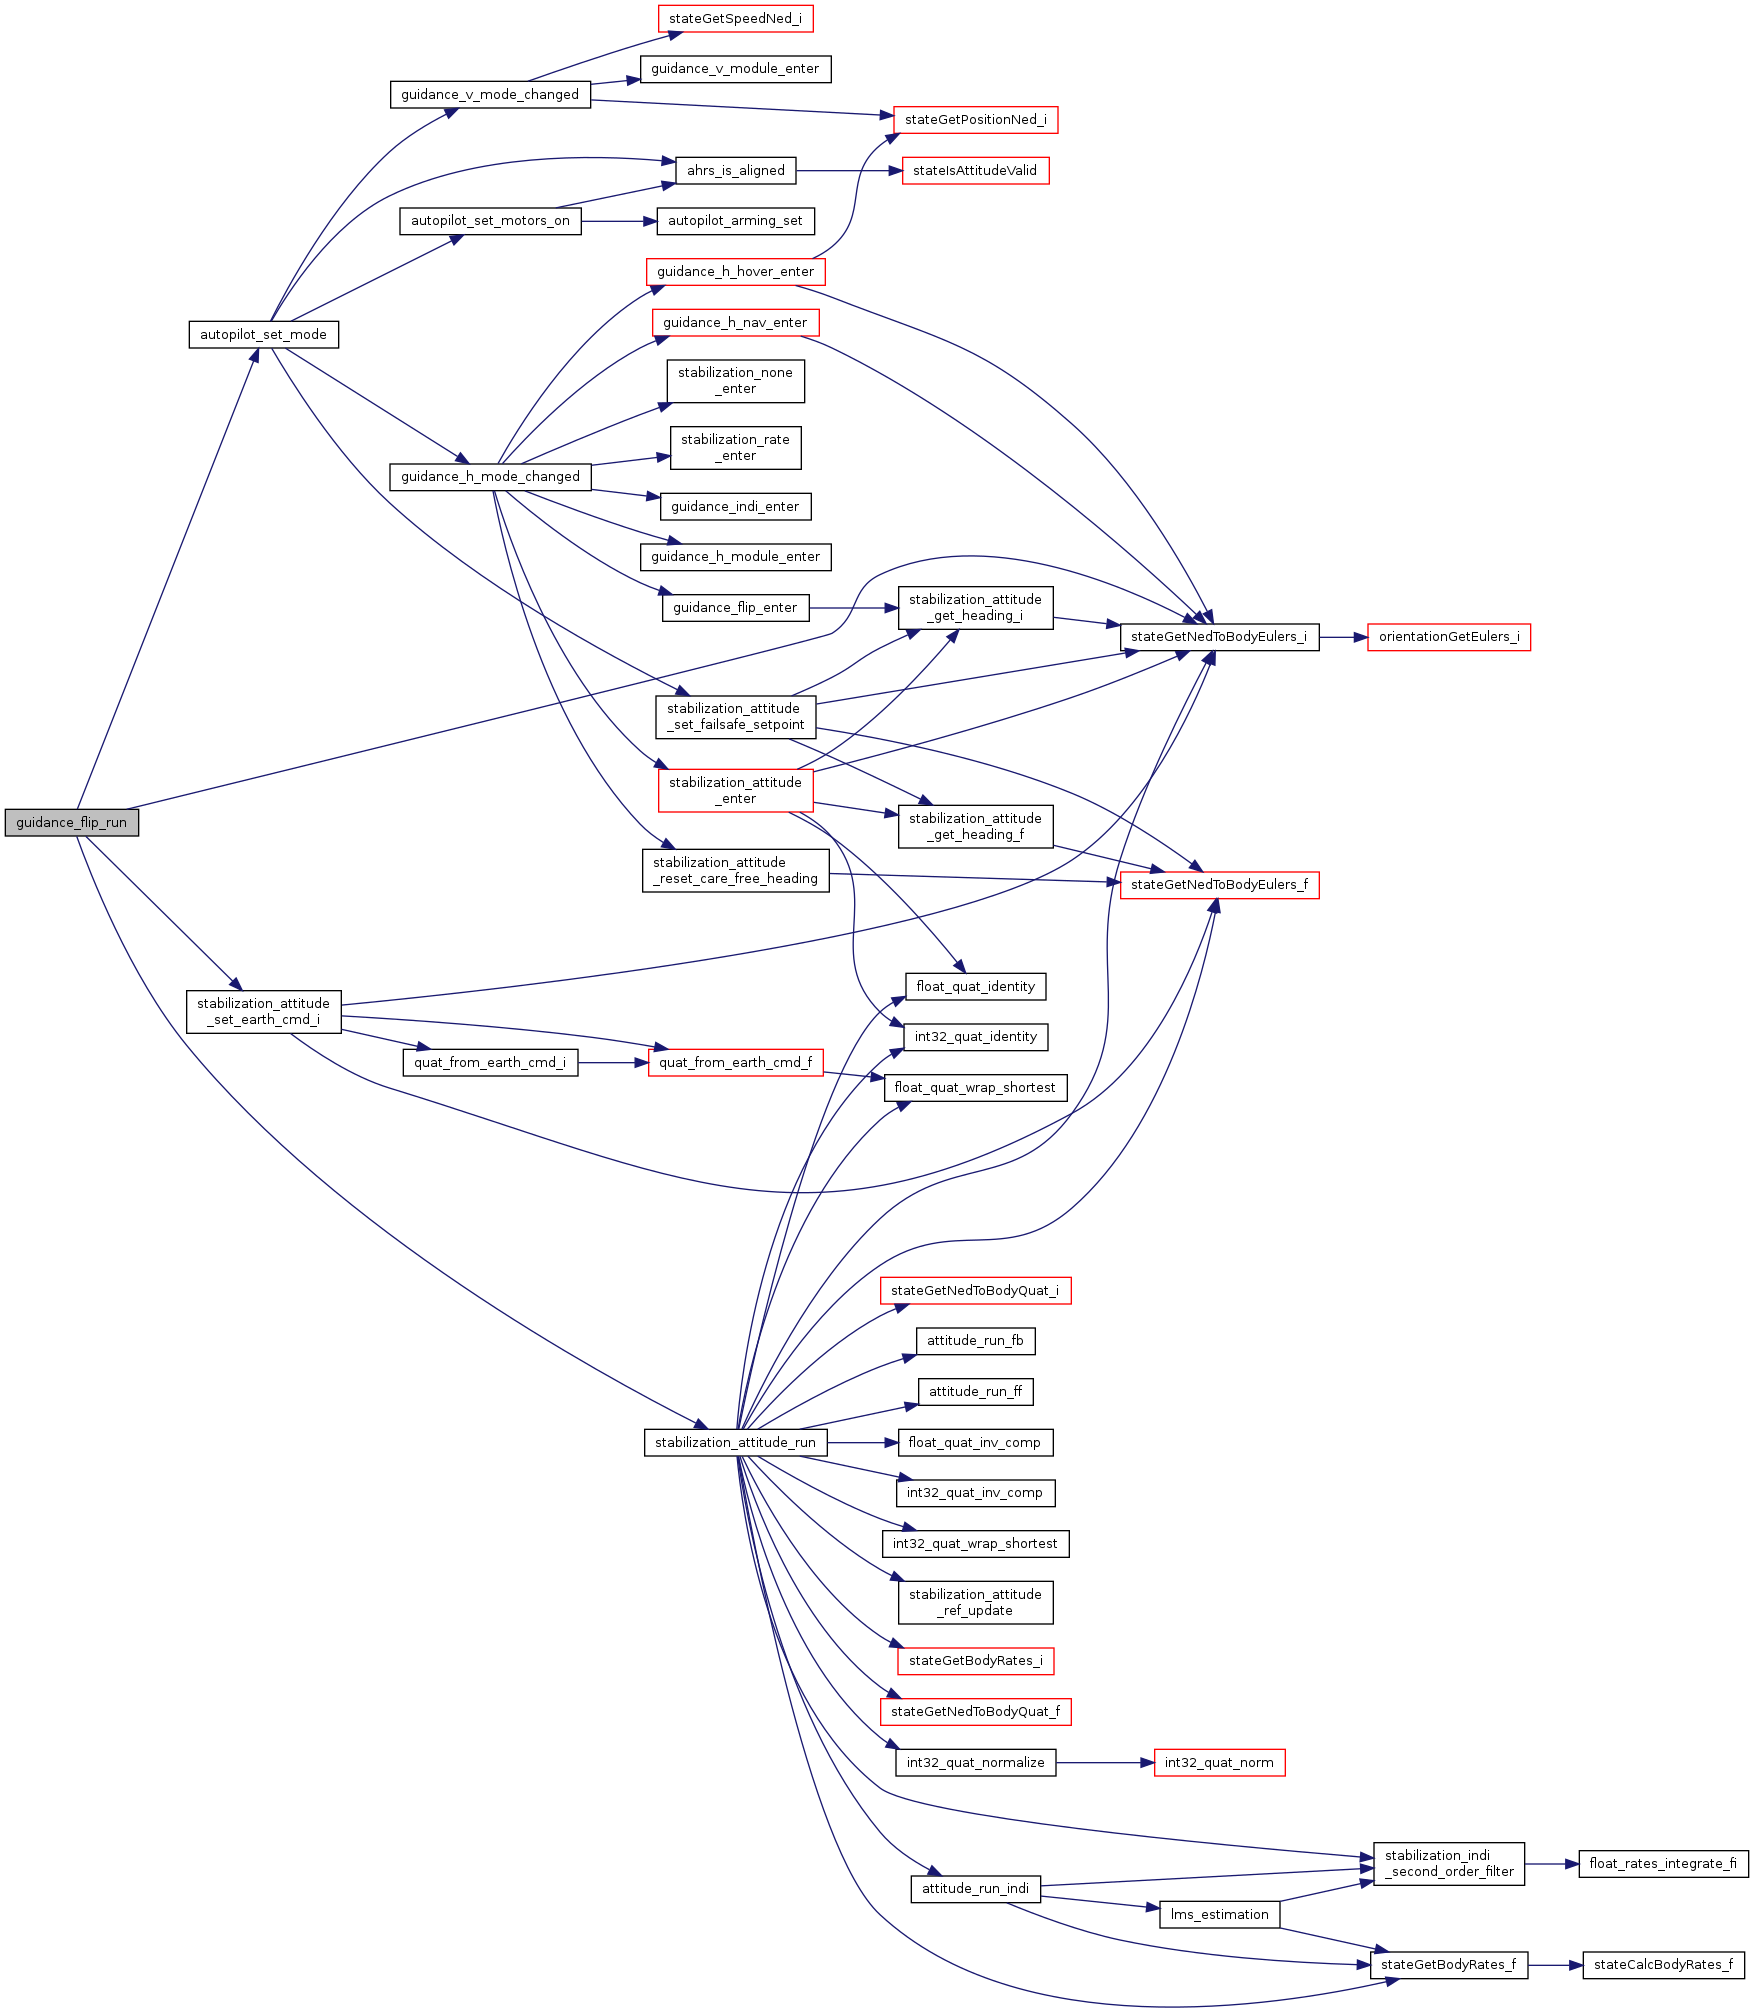 stateGetSpeedNed_i
guidance_v_module_enter
guidance_v_mode_changed
stateGetPositionNed_i
ahrs_is_aligned
stateIsAttitudeValid
autopilot_set_motors_on
autopilot_arming_set
guidance_h_hover_enter
guidance_h_nav_enter
autopilot_set_mode
stabilization_none
_enter
stabilization_rate
_enter
guidance_h_mode_changed
guidance_indi_enter
guidance_h_module_enter
guidance_flip_enter
stabilization_attitude
_get_heading_i
stateGetNedToBodyEulers_i
orientationGetEulers_i
stabilization_attitude
_set_failsafe_setpoint
stabilization_attitude
_enter
guidance_flip_run
stabilization_attitude
_get_heading_f
stabilization_attitude
_reset_care_free_heading
stateGetNedToBodyEulers_f
float_quat_identity
stabilization_attitude
_set_earth_cmd_i
int32_quat_identity
quat_from_earth_cmd_i
quat_from_earth_cmd_f
float_quat_wrap_shortest
stateGetNedToBodyQuat_i
attitude_run_fb
attitude_run_ff
stabilization_attitude_run
float_quat_inv_comp
int32_quat_inv_comp
int32_quat_wrap_shortest
stabilization_attitude
_ref_update
stateGetBodyRates_i
stateGetNedToBodyQuat_f
int32_quat_normalize
int32_quat_norm
stabilization_indi
_second_order_filter
float_rates_integrate_fi
attitude_run_indi
lms_estimation
stateGetBodyRates_f
stateCalcBodyRates_f